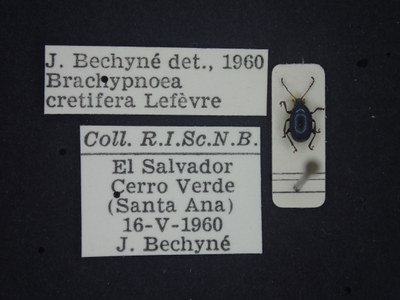 J. Bechyné det., 1960
Brachypnoea
cretifera Lefèvre
Coll. R.I.Sc.N.B.
El Salvador
Cerro Verde
(Santa Ana)
16-V-1960
J. Bechyné